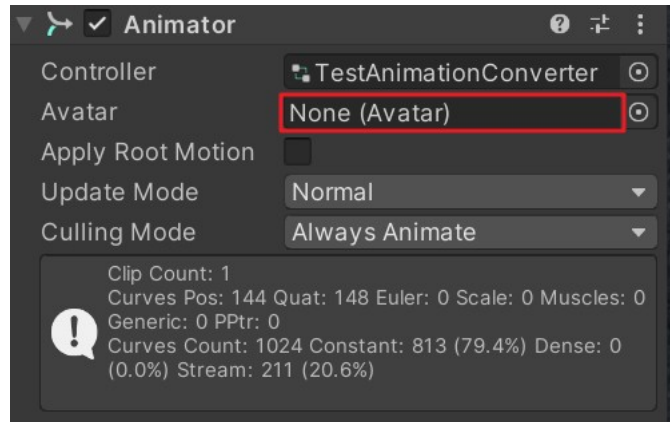 Animator
Controller TestAnimationConverter
Avatar None (Avatar)
Apply Root Motion
Update Mode Normal
Culling Mode Always Animate
Clip Count: 1
Curves Pos: 144 Quat: 148 Euler: 0 Scale: 0 Muscles: 0
Generic: 0 PPtr: 0
Curves Count: 1024 Constant: 813 (79.4%) Dense: 0
(0.0%) Stream: 211 (20.6%)